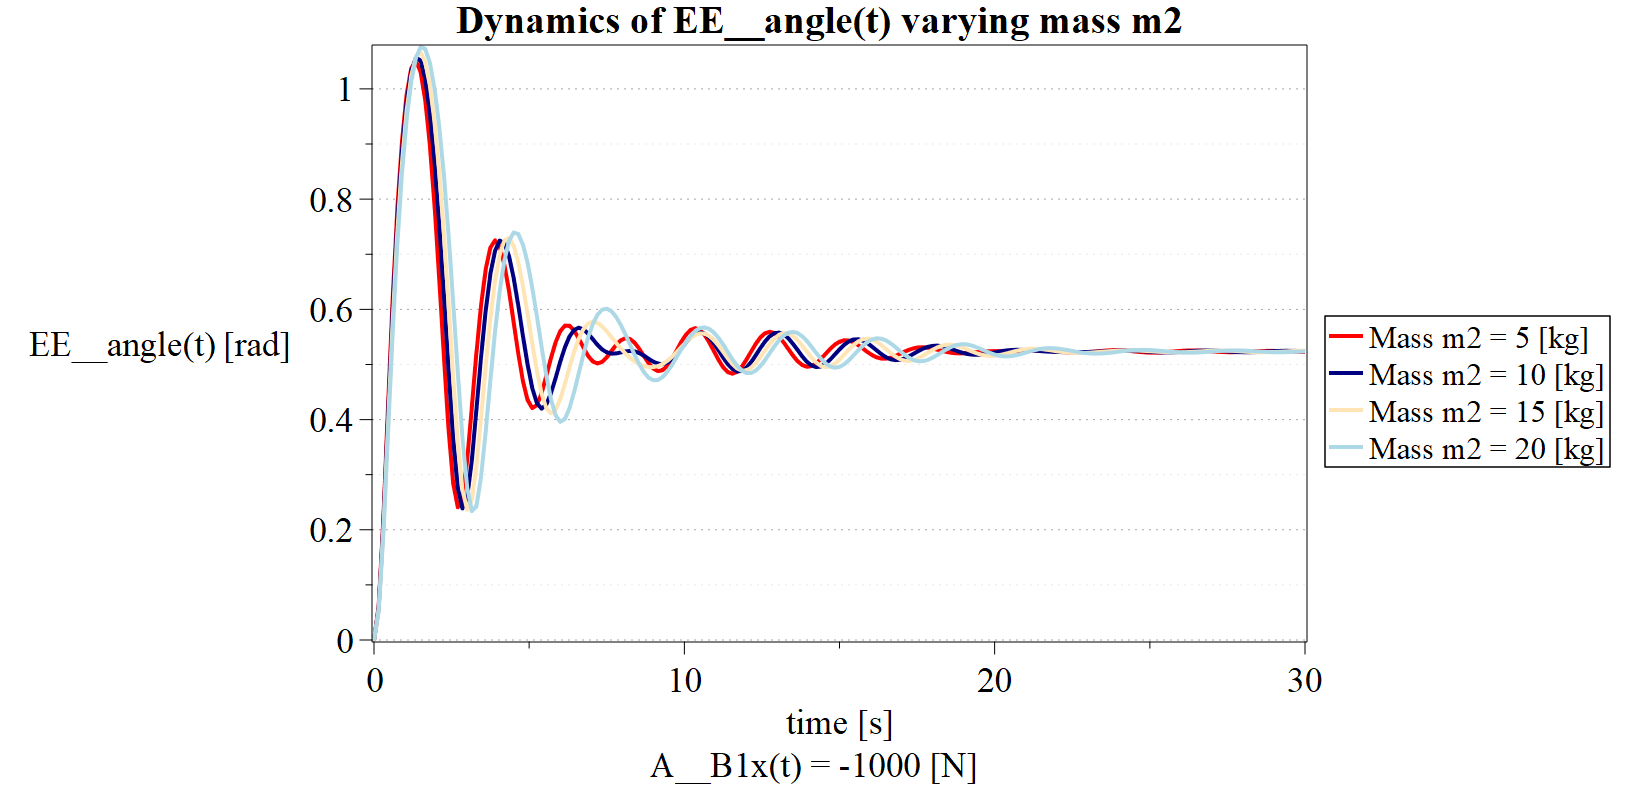 Dynamics of EE__angle(t) varying mass m2
1
0.8
0.6
0.4
0.2
0
EE__angle(t) [rad]
0 10 20 30
time [s]
A__B1x(t) = -1000 [N]
Mass m2 = 5 [kg]
Mass m2 = 10 [kg]
Mass m2 = 15 [kg]
Mass m2 = 20 [kg]